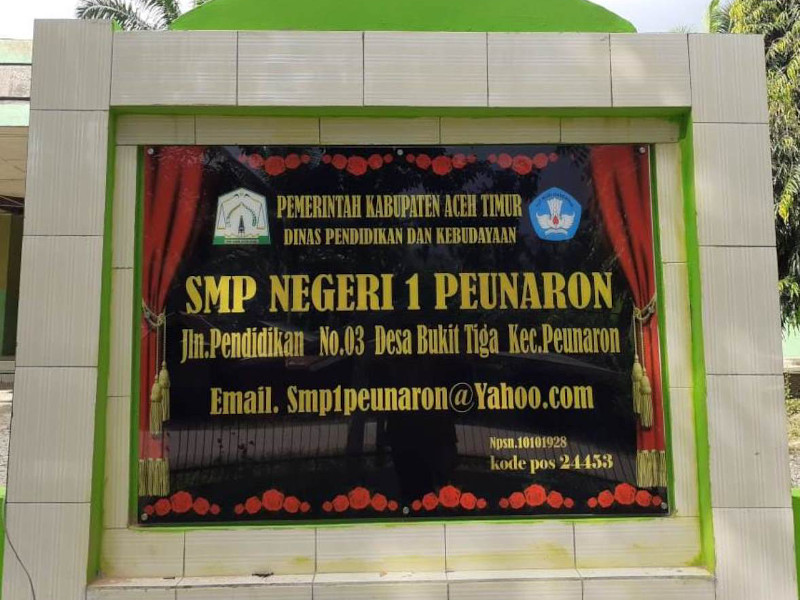 PEMERINTAH KABUPATEN ACEH TIMUR
DINAS PENDIDIKAN DAN KEBUDAYAAN
SMP NEGERI 1 PEUNARON
Jln.Pendidikan No.03 Desa Bukit Tiga Kec.Peunaron
Email. Smp1peunaron@Yahoo.com
Npsn.10101928
kode pos 24453